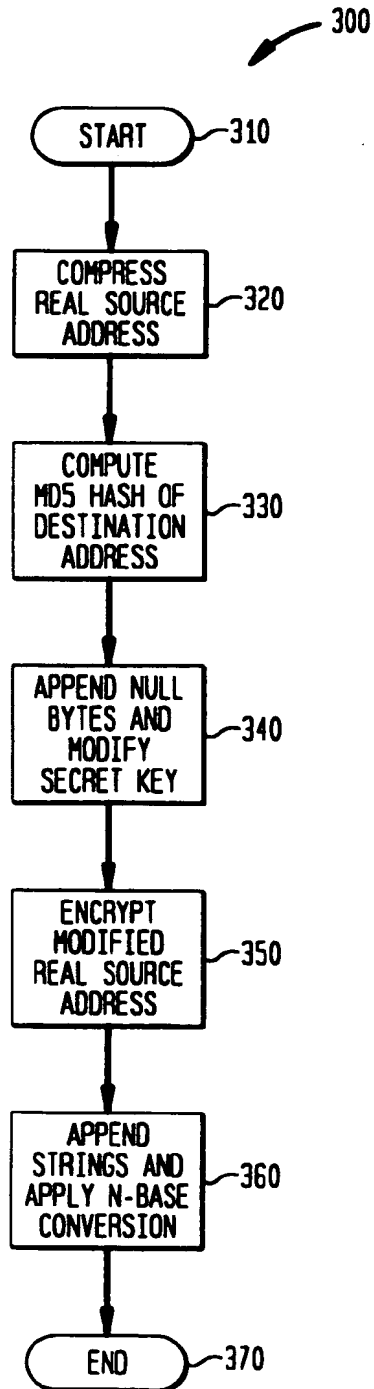 300
START
310
COMPRESS
REAL SOURCE
ADDRESS
320
COMPUTE
MD5 HASH OF
DESTINATION
ADDRESS
330
APPEND NULL
BYTES AND
MODIFY
SECRET KEY
340
ENCRYPT
MODIFIED
REAL SOURCE
ADDRESS
350
APPEND
STRINGS AND
APPLY N-BASE
CONVERSION
360
END
370